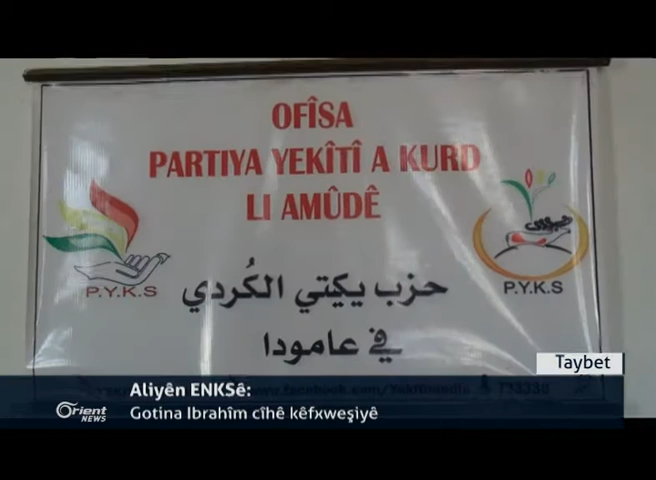 OFÎSA
PARTIYA YEKÎTÎ A KURD
LI AMÛDÊ
P.Y.K.S
P.Y.K.S
حزب يكيتي الكُردي
في عامودا
Taybet
Aliyên ENKSê:
Gotina Ibrahîm cîhê kêfxweşiyê
Orient
NEWS